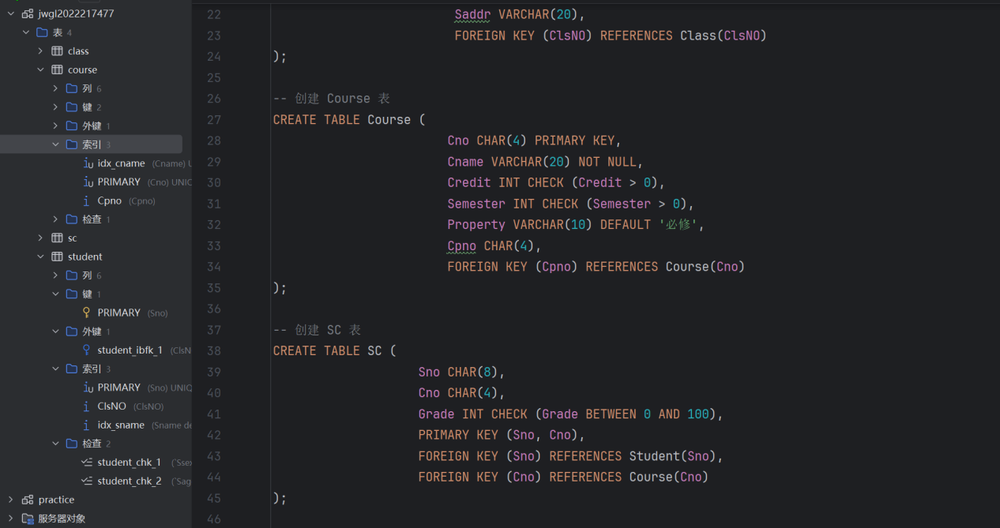 jwgl2022217477
表 4
class
course
列 6
键 2
外键 1
索引 3
idx_cname (Cname) U
PRIMARY (Cno) UNIQ
Cpno (Cpno)
检查 1
sc
student
列 6
键 1
PRIMARY (Sno)
外键 1
student_ibfk_1 (ClsN
索引 3
PRIMARY (Sno) UNIQ
ClsNO (ClsNO)
idx_sname (Sname de
检查 2
student_chk_1 (`Sse
student_chk_2 (`Sag
practice
服务器对象
22 Saddr VARCHAR(20),
23 FOREIGN KEY (ClsNO) REFERENCES Class(ClsNO)
24 );
25
26 -- 创建 Course 表
27 CREATE TABLE Course (
28 Cno CHAR(4) PRIMARY KEY,
29 Cname VARCHAR(20) NOT NULL,
30 Credit INT CHECK (Credit > 0),
31 Semester INT CHECK (Semester > 0),
32 Property VARCHAR(10) DEFAULT '必修',
33 Cpno CHAR(4),
34 FOREIGN KEY (Cpno) REFERENCES Course(Cno)
35 );
36
37 -- 创建 SC 表
38 CREATE TABLE SC (
39 Sno CHAR(8),
40 Cno CHAR(4),
41 Grade INT CHECK (Grade BETWEEN 0 AND 100),
42 PRIMARY KEY (Sno, Cno),
43 FOREIGN KEY (Sno) REFERENCES Student(Sno),
44 FOREIGN KEY (Cno) REFERENCES Course(Cno)
45 );
46